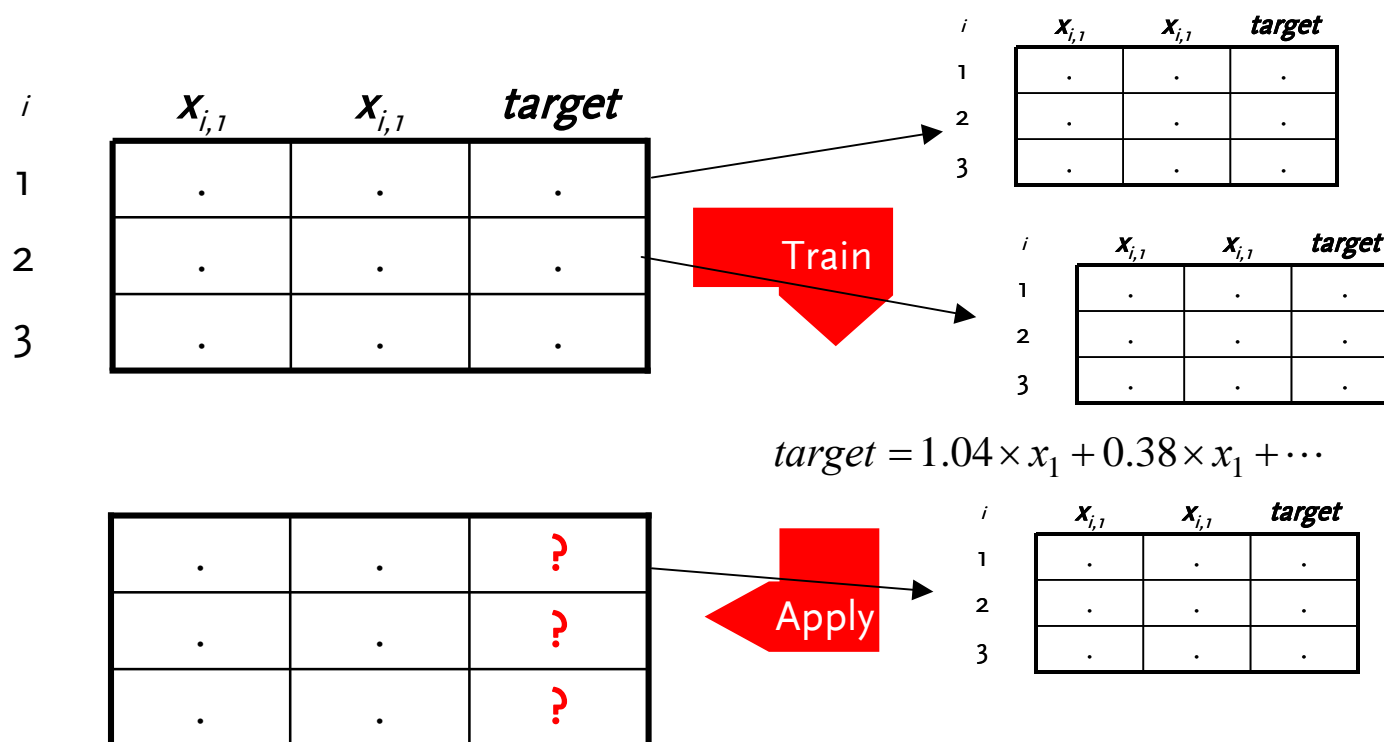 i x_{i,1} x_{i,1} target
1 . . .
2 . . .
3 . . .
i x_{i,1} x_{i,1} target
1 . . .
2 . . .
3 . . .
Train
i x_{i,1} x_{i,1} target
1 . . .
2 . . .
3 . . .
target = 1.04 × x₁ + 0.38 × x₁ + ⋯
. . ?
. . ?
. . ?
Apply
i x_{i,1} x_{i,1} target
1 . . .
2 . . .
3 . . .